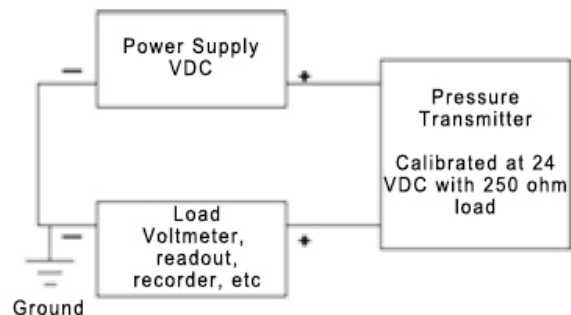 Power Supply
VDC
− +
Pressure
Transmitter
Calibrated at 24
VDC with 250 ohm
load
Load
Voltmeter,
readout,
recorder, etc
− +
Ground